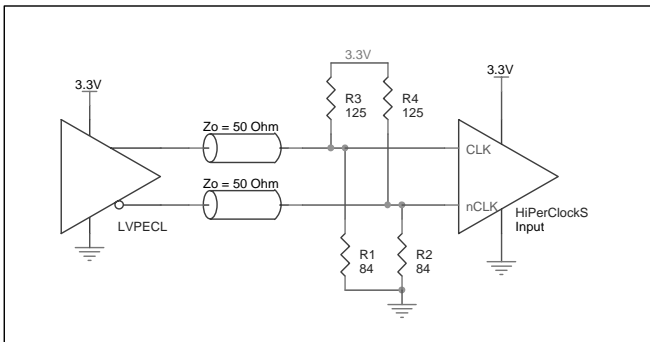 3.3V
3.3V
3.3V
R3
125
R4
125
Zo = 50 Ohm
CLK
Zo = 50 Ohm
nCLK
LVPECL
HiPerClockS
Input
R1
84
R2
84